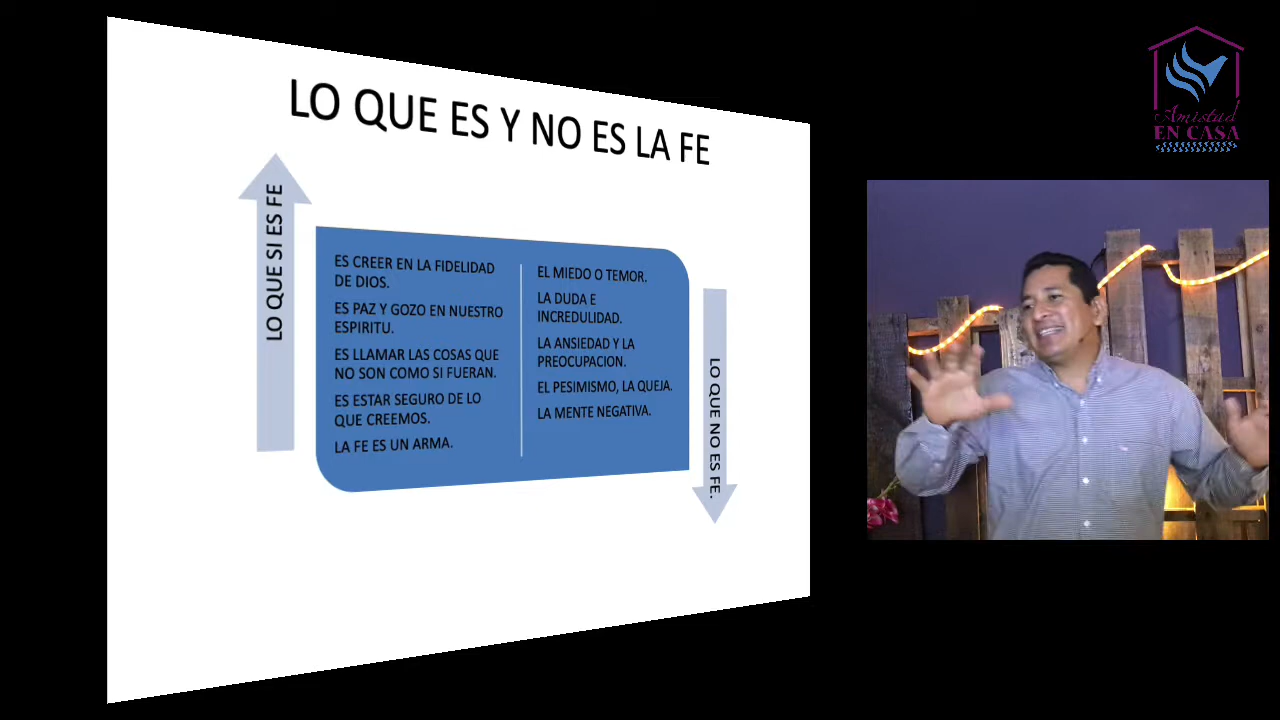 LO QUE ES Y NO ES LA FE
LO QUE SI ES FE
ES CREER EN LA FIDELIDAD
DE DIOS.
ES PAZ Y GOZO EN NUESTRO
ESPIRITU.
ES LLAMAR LAS COSAS QUE
NO SON COMO SI FUERAN.
ES ESTAR SEGURO DE LO
QUE CREEMOS.
LA FE ES UN ARMA.
EL MIEDO O TEMOR.
LA DUDA E
INCREDULIDAD.
LA ANSIEDAD Y LA
PREOCUPACION.
EL PESIMISMO, LA QUEJA.
LA MENTE NEGATIVA.
LO QUE NO ES FE.
Amistad
EN CASA